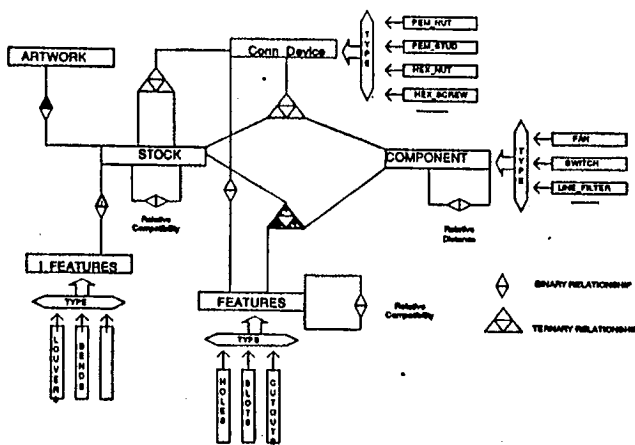 ARTWORK
Conn Device
TYPE
PEM_NUT
PEM_STUD
HEX_NUT
HEX_SCREW
STOCK
COMPONENT
TYPE
FAN
SWITCH
LINE_FILTER
Relative
Compatibility
Relative
Distance
I_FEATURES
TYPE
LOUVER
BENDS
FEATURES
TYPE
HOLES
SLOTS
CUTOUTS
Relative
Compatibility
BINARY RELATIONSHIP
TERNARY RELATIONSHIP